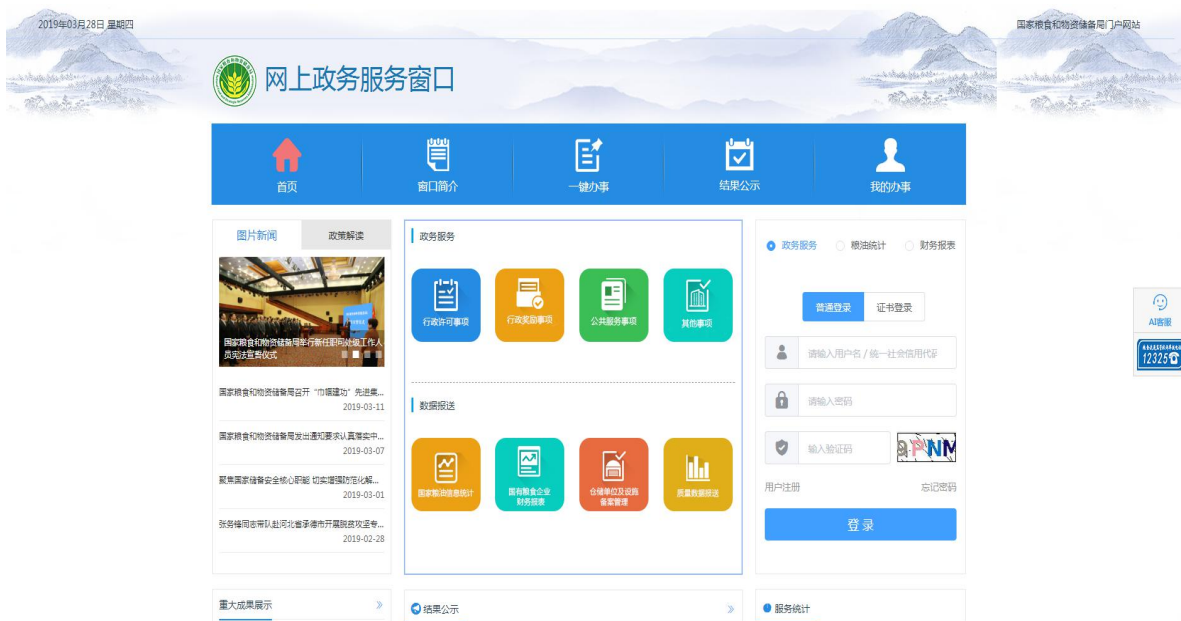 2019年03月28日 星期四
国家粮食和物资储备局门户网站
网上政务服务窗口
首页
窗口简介
一键办事
结果公示
我的办事
图片新闻
政策解读
国家粮食和物资储备局举行新任职司处级工作人
员宪法宣誓仪式
国家粮食和物资储备局召开“巾帼建功”先进集...
2019-03-11
国家粮食和物资储备局发出通知要求认真落实中...
2019-03-07
聚焦国家储备安全核心职能 切实增强防范化解...
2019-03-01
张务锋同志带队赴河北省承德市开展脱贫攻坚专...
2019-02-28
政务服务
行政许可事项
行政奖励事项
公共服务事项
其他事项
数据报送
国家粮油信息统计
国有粮食企业
财务报表
仓储单位及设施
备案管理
质量数据报送
政务服务
粮油统计
财务报表
普通登录
证书登录
请输入用户名 / 统一社会信用代码
请输入密码
输入验证码
PNM
用户注册
忘记密码
登录
AI客服
12325
重大成果展示
结果公示
服务统计